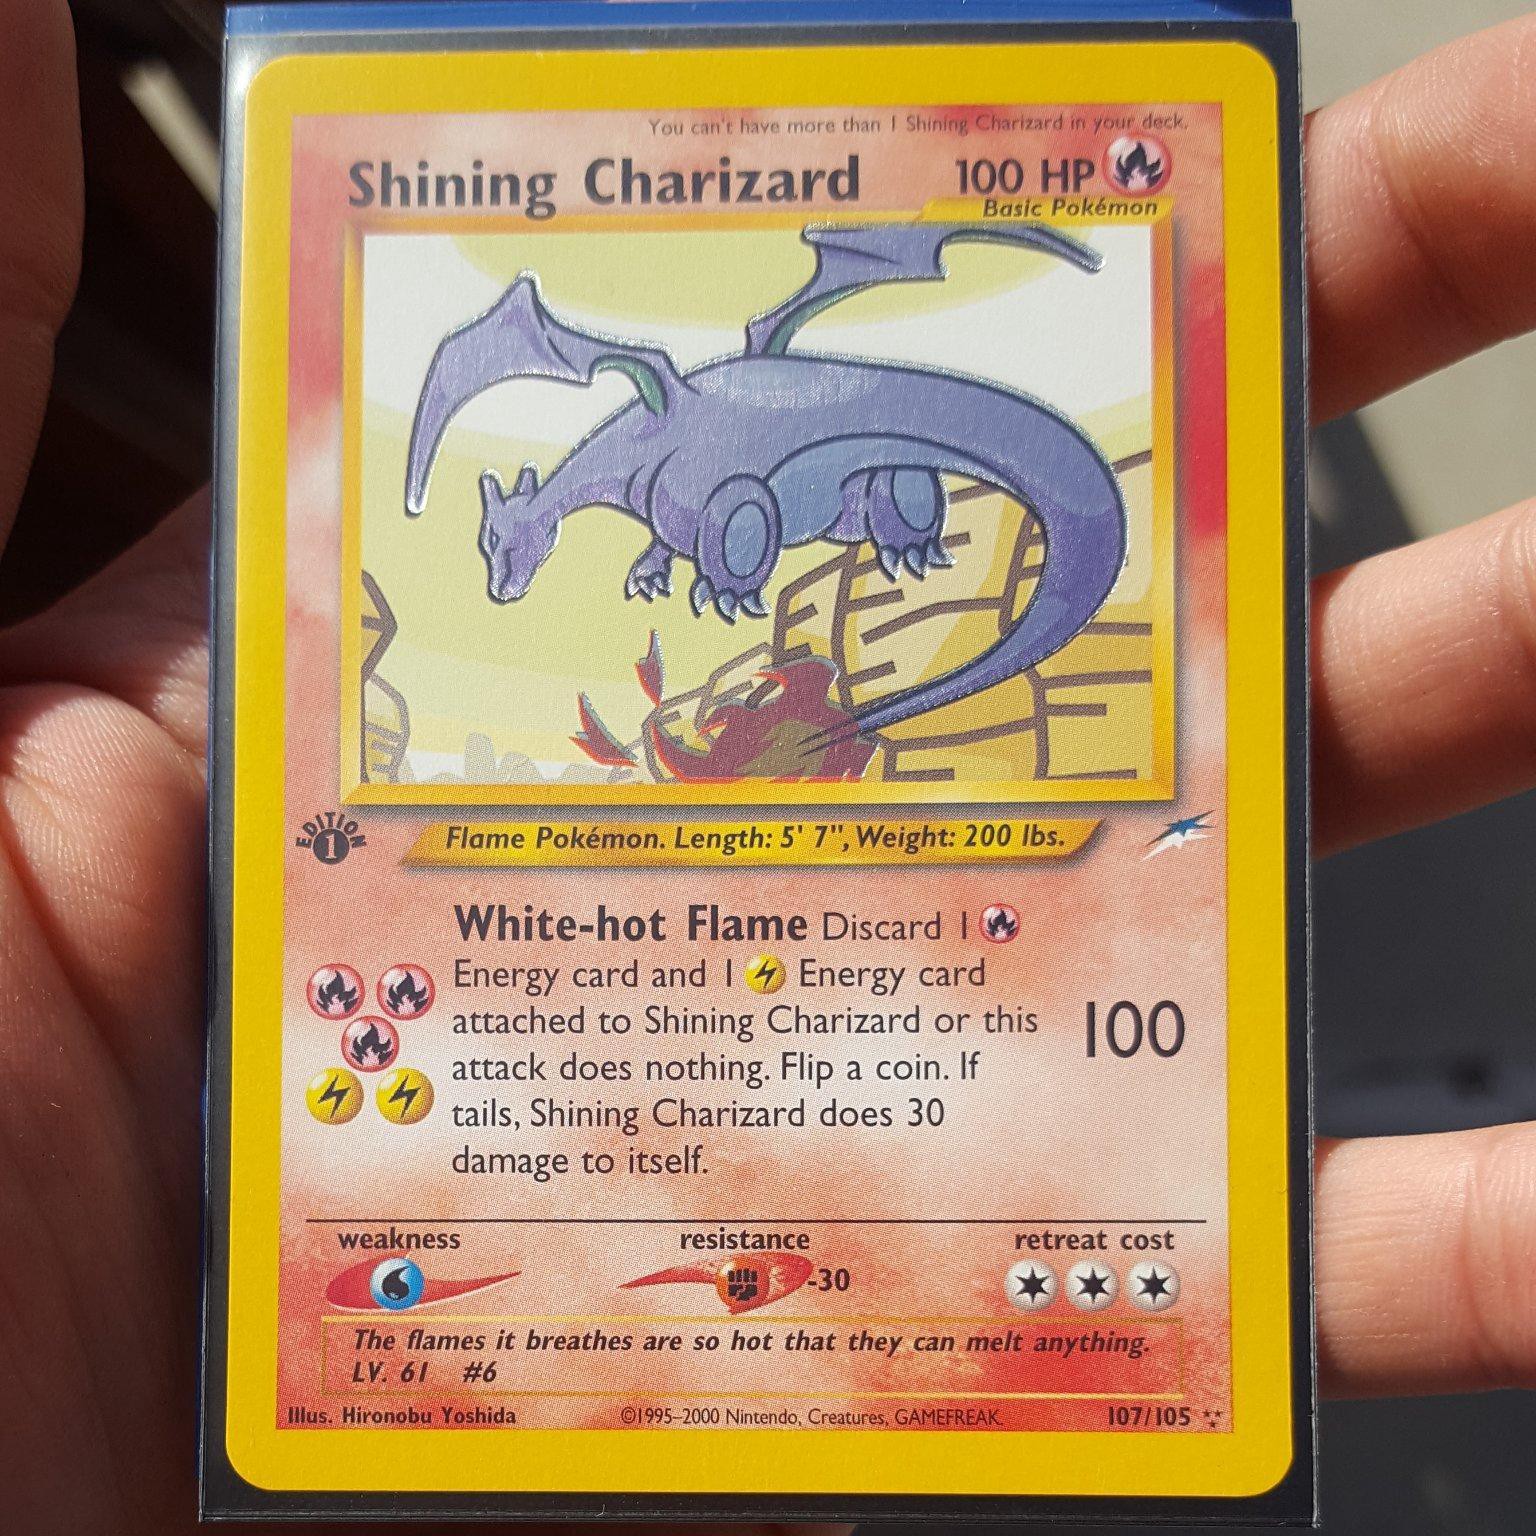 You can't have more than 1 Shining Charizard in your deck.
Shining Charizard 100 HP
Basic Pokémon
EDITION
1
Flame Pokémon. Length: 5' 7", Weight: 200 lbs.
White-hot Flame Discard 1
Energy card and 1 Energy card
attached to Shining Charizard or this
attack does nothing. Flip a coin. If
tails, Shining Charizard does 30
damage to itself.
100
weakness resistance retreat cost
-30
The flames it breathes are so hot that they can melt anything.
LV. 61 #6
Illus. Hironobu Yoshida ©1995–2000 Nintendo, Creatures, GAMEFREAK. 107/105